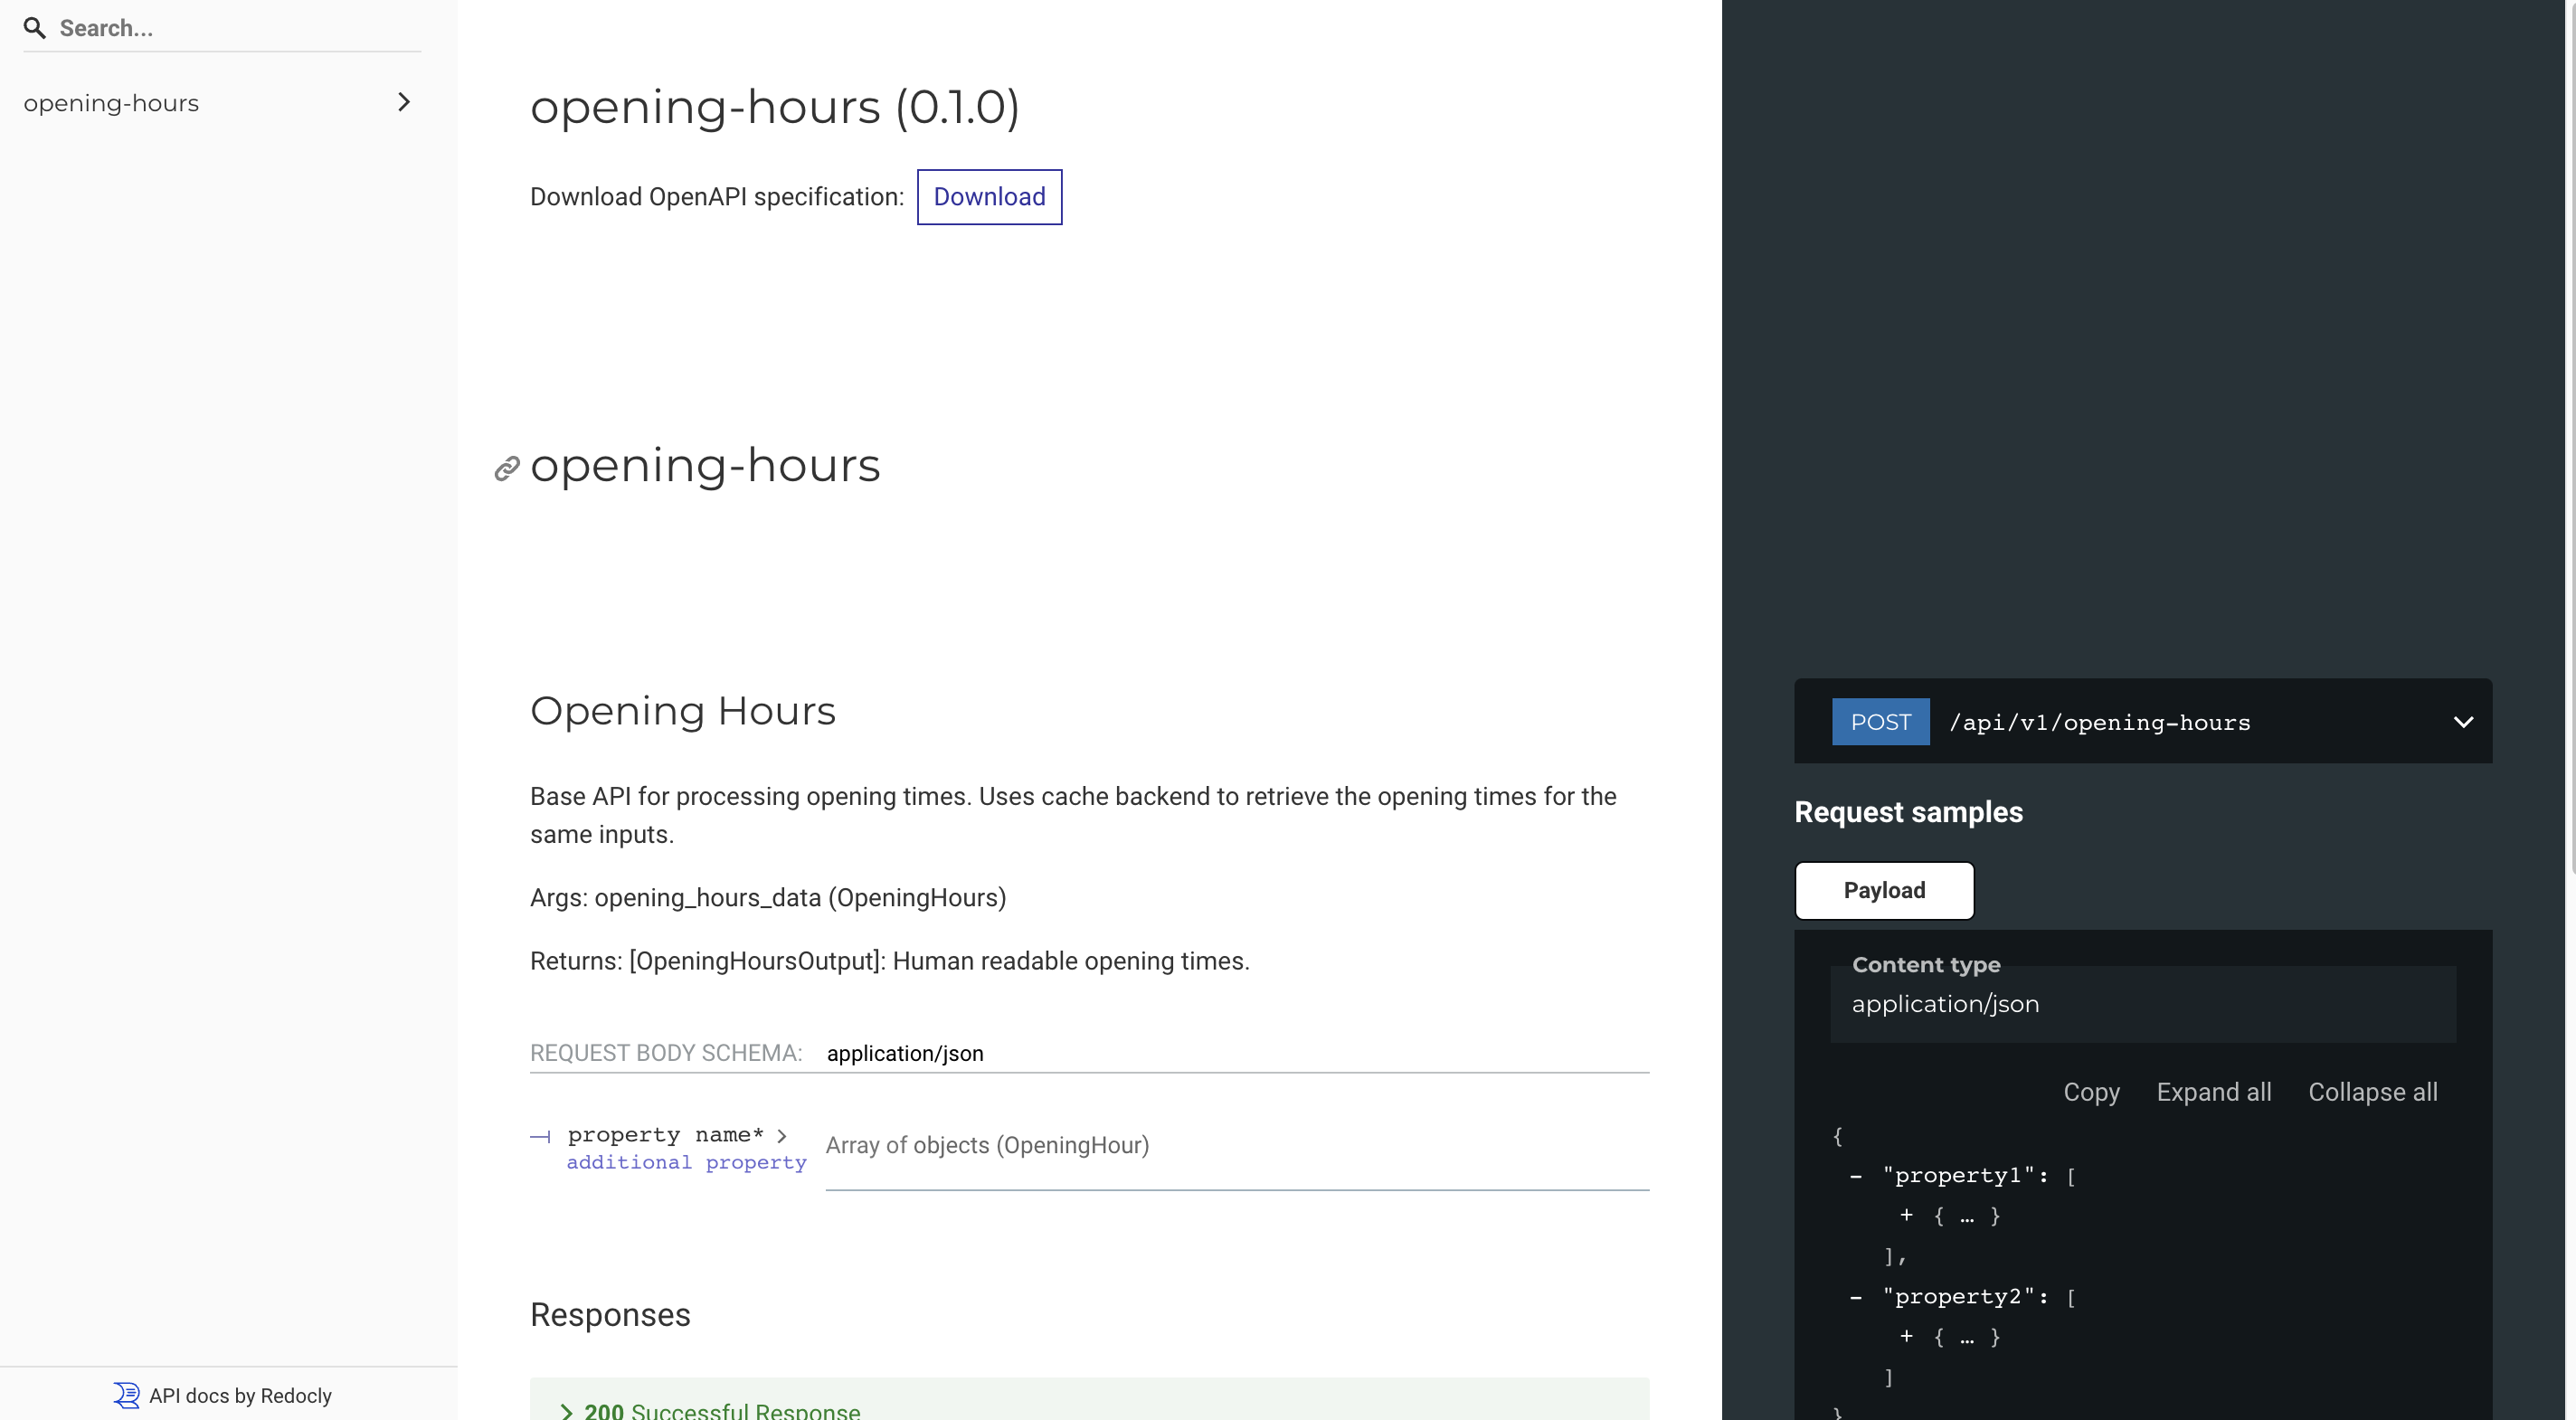 Search...
opening-hours
API docs by Redocly
opening-hours (0.1.0)
Download OpenAPI specification: Download
opening-hours
Opening Hours
Base API for processing opening times. Uses cache backend to retrieve the opening times for the
same inputs.
Args: opening_hours_data (OpeningHours)
Returns: [OpeningHoursOutput]: Human readable opening times.
REQUEST BODY SCHEMA: application/json
property name*
additional property
Array of objects (OpeningHour)
Responses
200 Successful Response
POST /api/v1/opening-hours
Request samples
Payload
Content type
application/json
Copy Expand all Collapse all
{
- "property1": [
+ { … }
],
- "property2": [
+ { … }
]
}